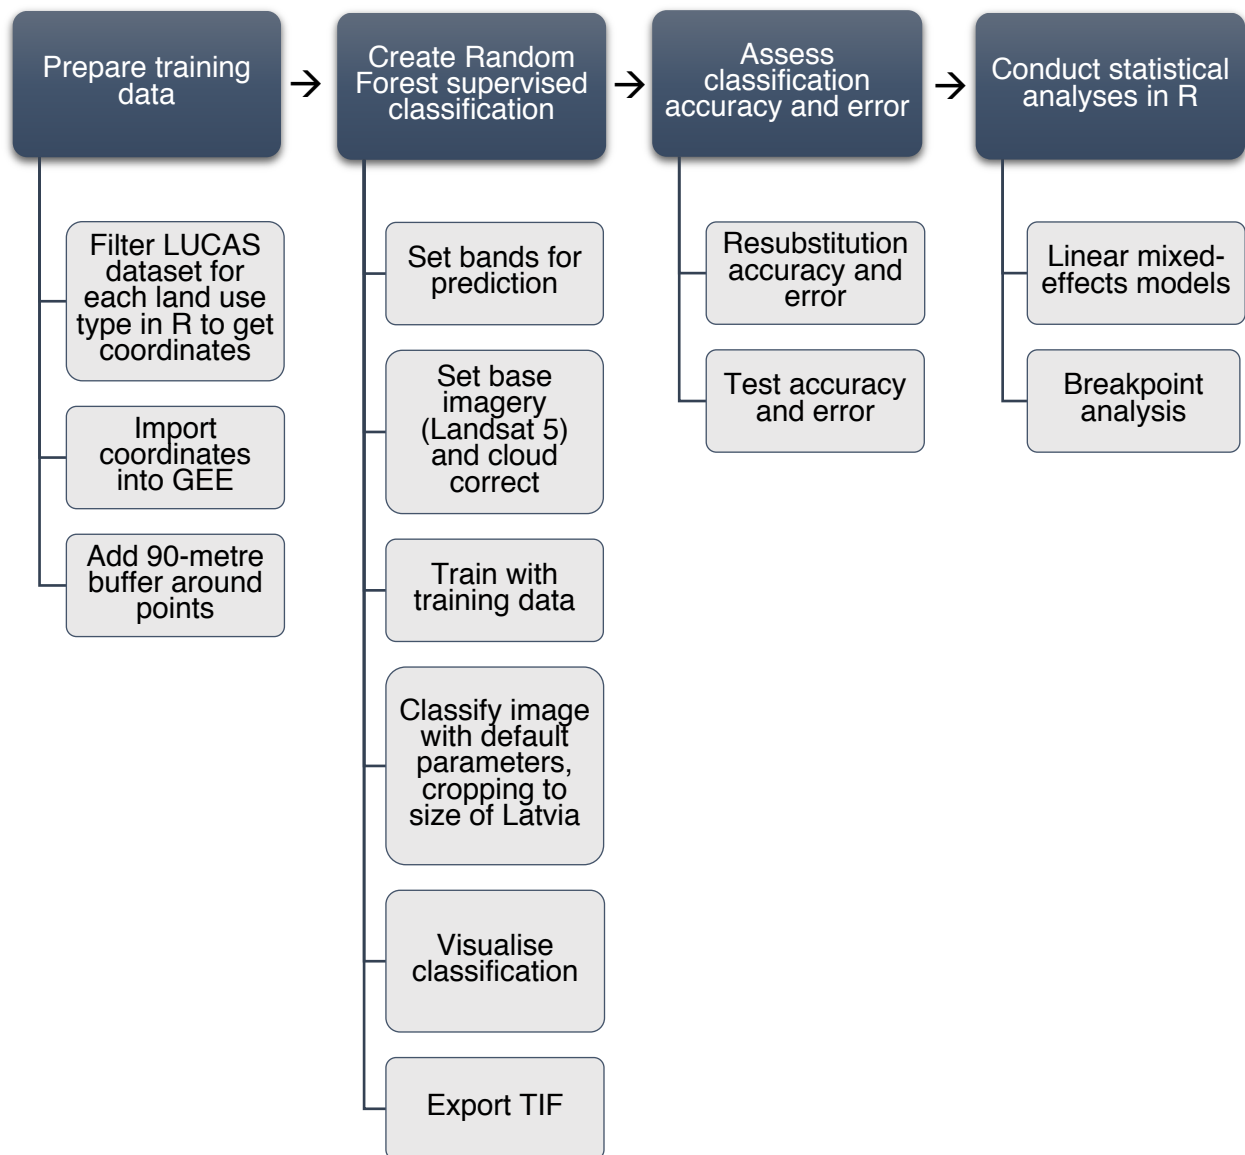 Prepare training
data
→
Create Random
Forest supervised
classification
→
Assess
classification
accuracy and error
→
Conduct statistical
analyses in R
Filter LUCAS
dataset for
each land use
type in R to get
coordinates
Import
coordinates
into GEE
Add 90-metre
buffer around
points
Set bands for
prediction
Set base
imagery
(Landsat 5)
and cloud
correct
Train with
training data
Classify image
with default
parameters,
cropping to
size of Latvia
Visualise
classification
Export TIF
Resubstitution
accuracy and
error
Test accuracy
and error
Linear mixed-
effects models
Breakpoint
analysis